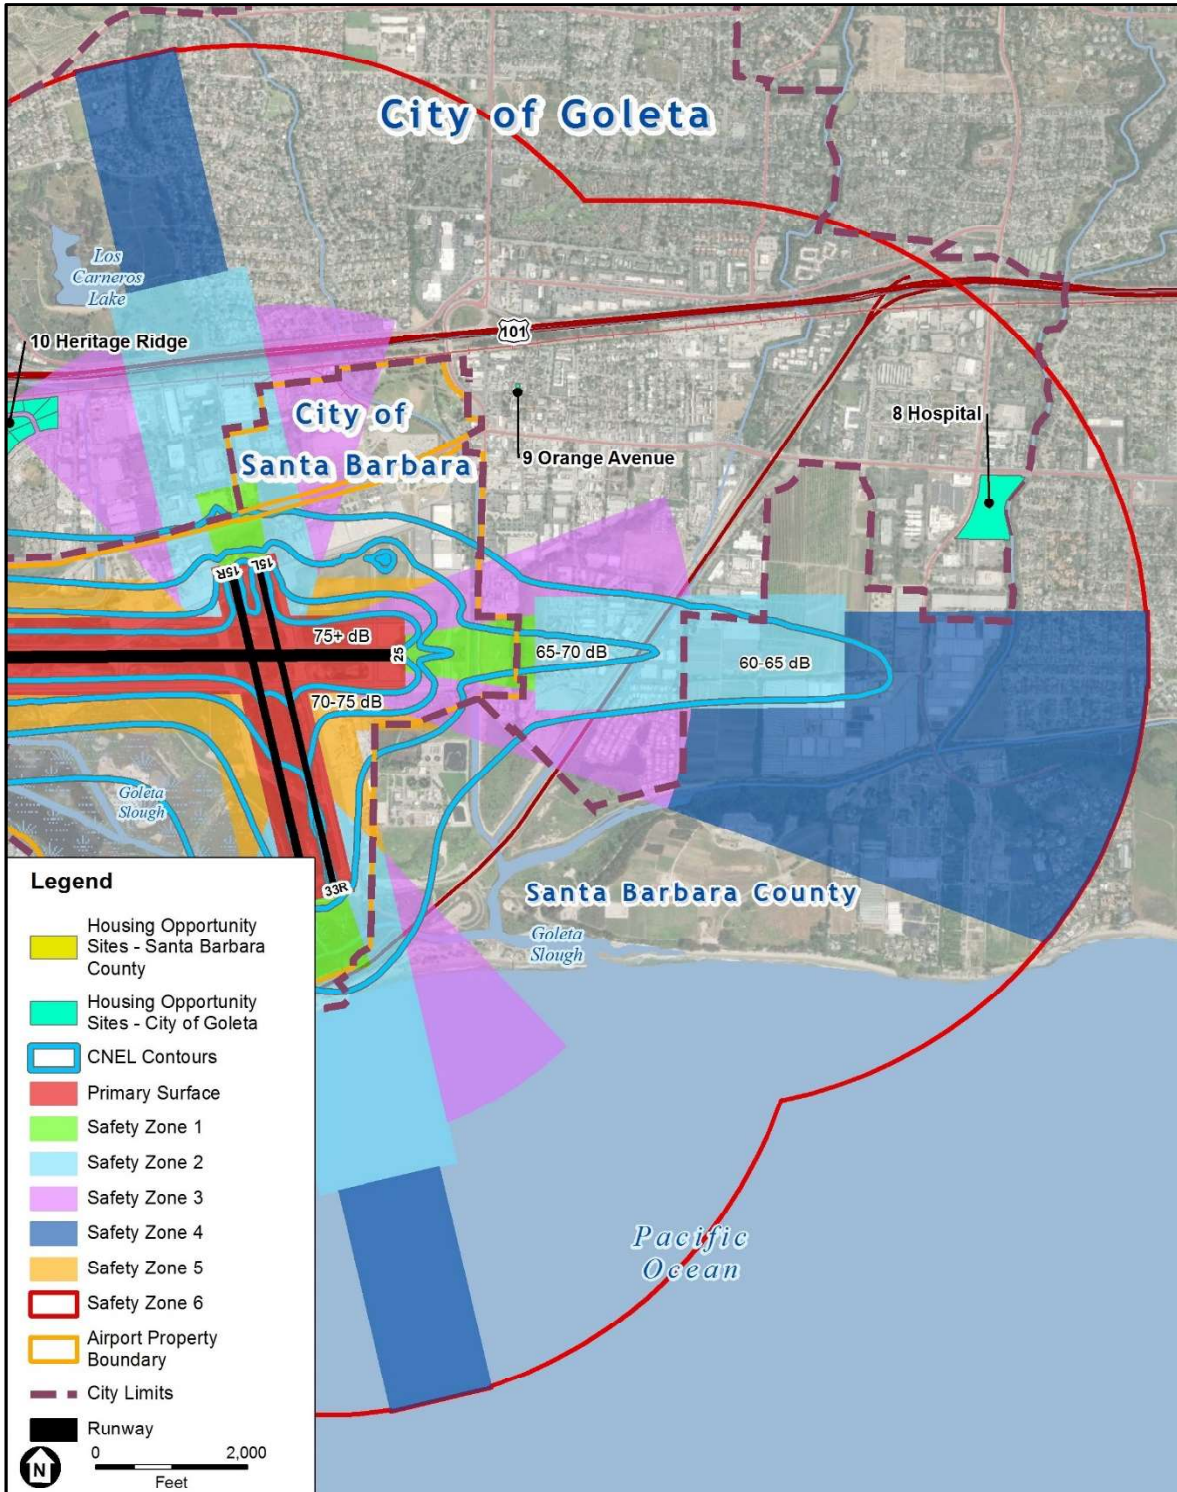 City of Goleta
Los
Carneros
Lake
101
10 Heritage Ridge
City of
Santa Barbara
8 Hospital
9 Orange Avenue
15R
15L
75+ dB
25
65-70 dB
60-65 dB
70-75 dB
Goleta
Slough
33R
Santa Barbara County
Goleta
Slough
Pacific
Ocean
Legend
Housing Opportunity
Sites - Santa Barbara
County
Housing Opportunity
Sites - City of Goleta
CNEL Contours
Primary Surface
Safety Zone 1
Safety Zone 2
Safety Zone 3
Safety Zone 4
Safety Zone 5
Safety Zone 6
Airport Property
Boundary
City Limits
Runway
N
0 2,000
Feet